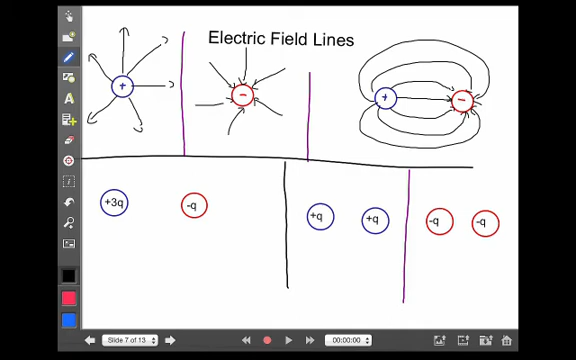 Electric Field Lines
+
-
+
-
+3q
-q
+q
+q
-q
-q
Slide 7 of 13
00:00:00